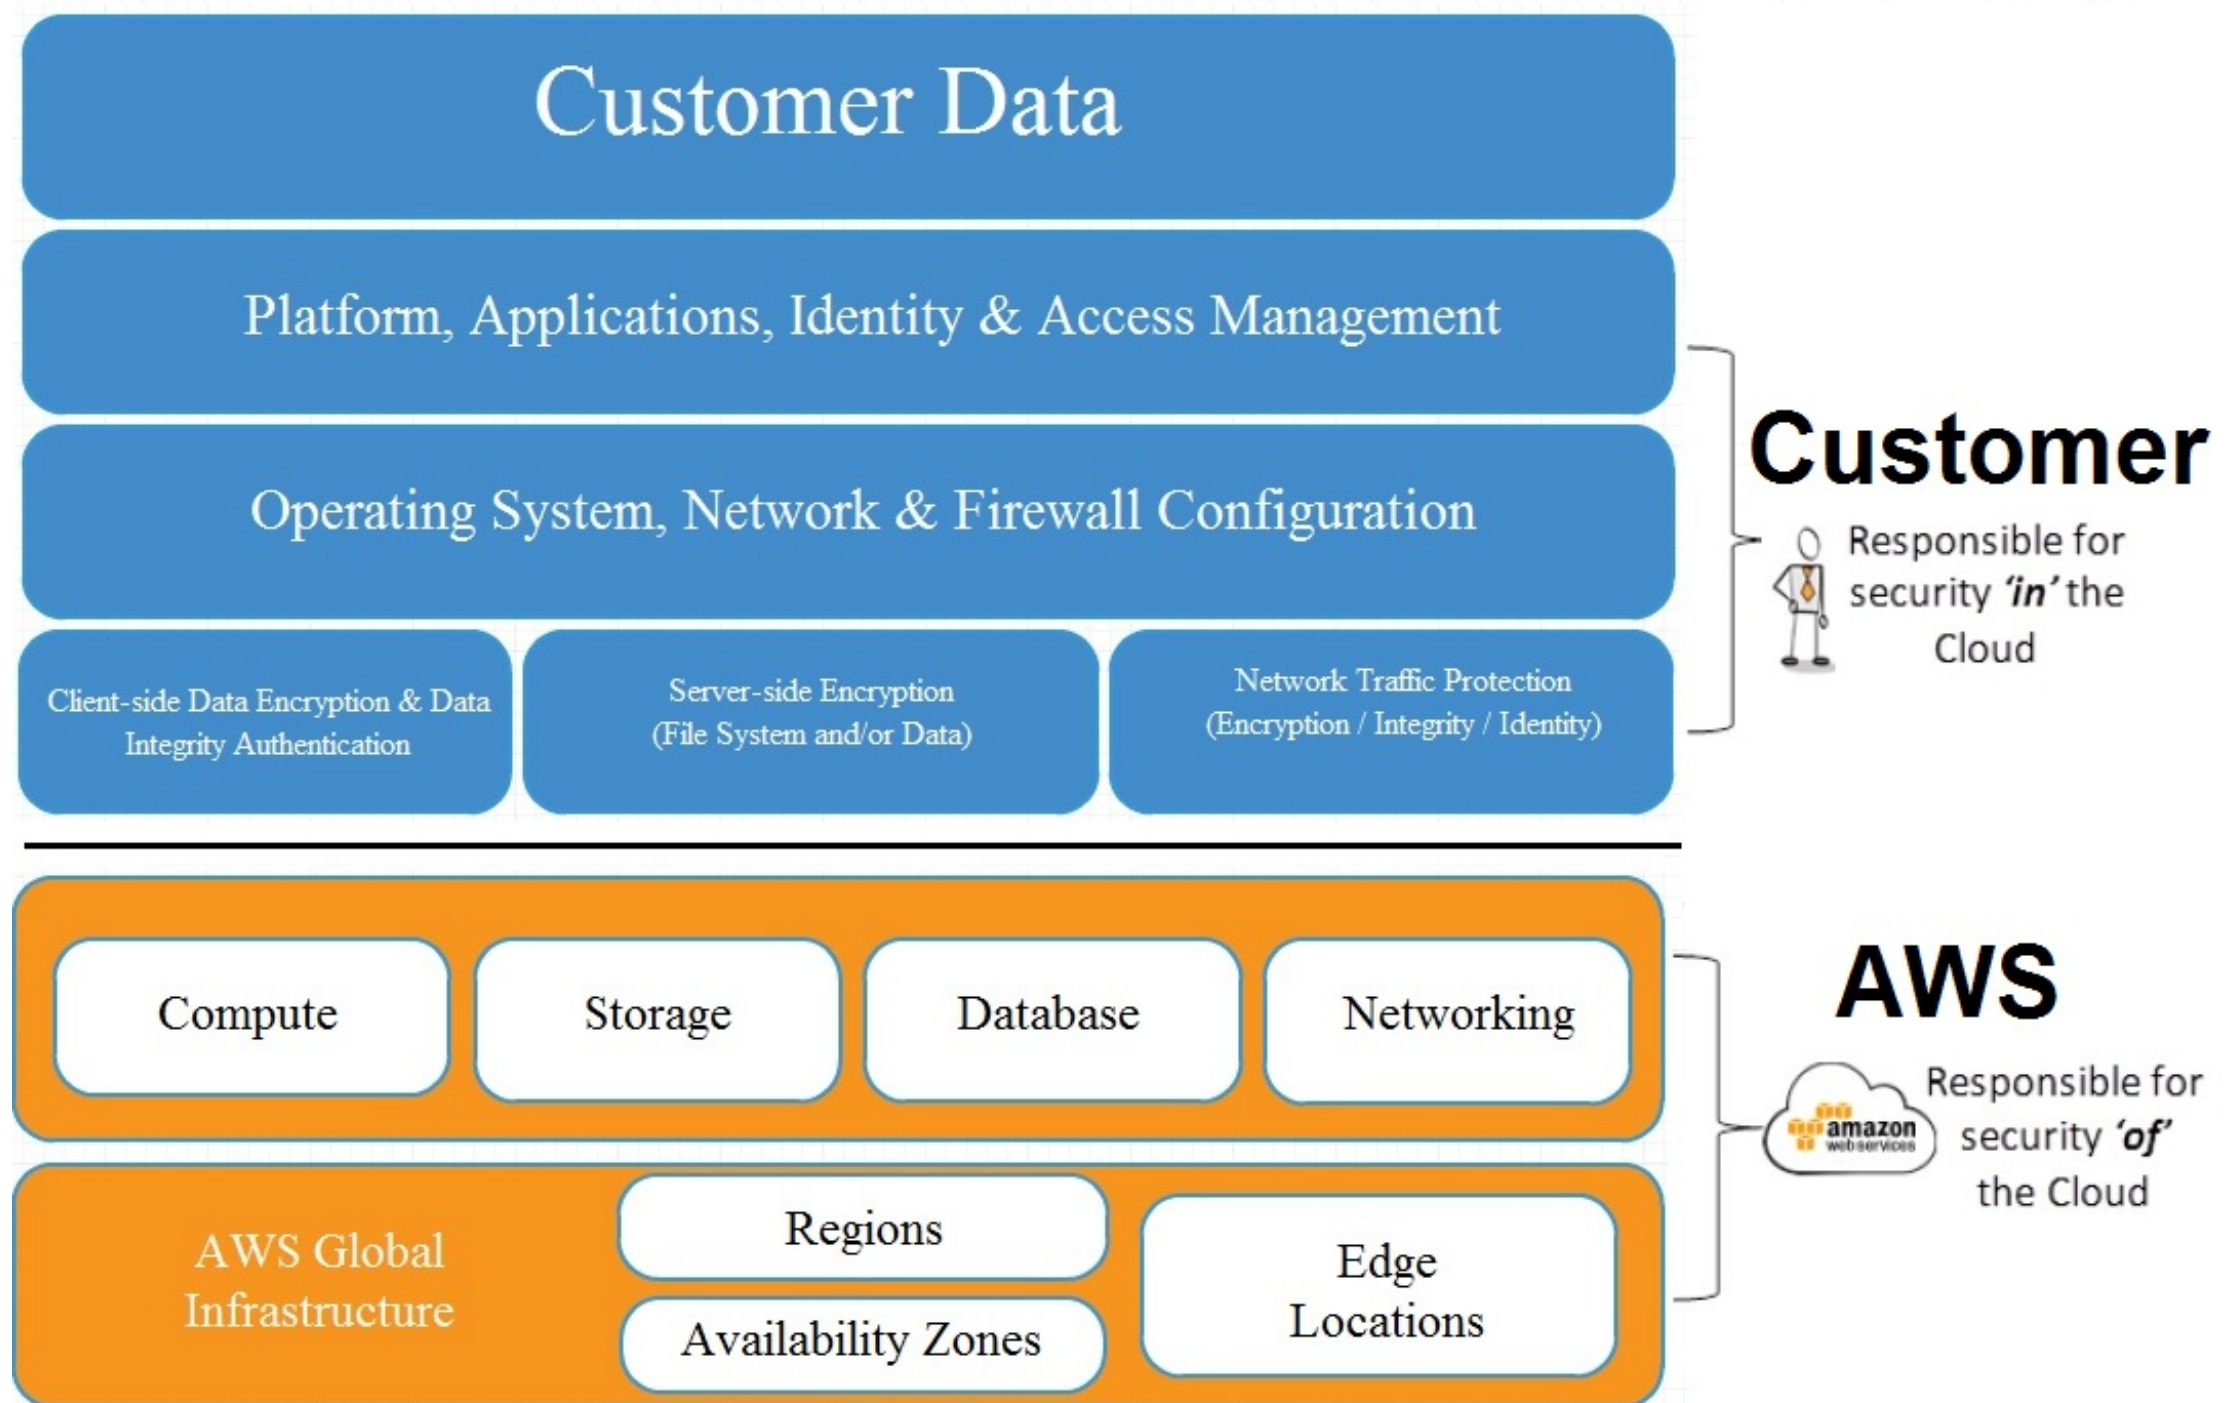 Customer Data
Platform, Applications, Identity & Access Management
Operating System, Network & Firewall Configuration
Client-side Data Encryption & Data
Integrity Authentication
Server-side Encryption
(File System and/or Data)
Network Traffic Protection
(Encryption / Integrity / Identity)
Customer
Responsible for
security ‘in’ the
Cloud
Compute
Storage
Database
Networking
AWS Global
Infrastructure
Regions
Availability Zones
Edge
Locations
AWS
amazon
webservices
Responsible for
security ‘of’
the Cloud